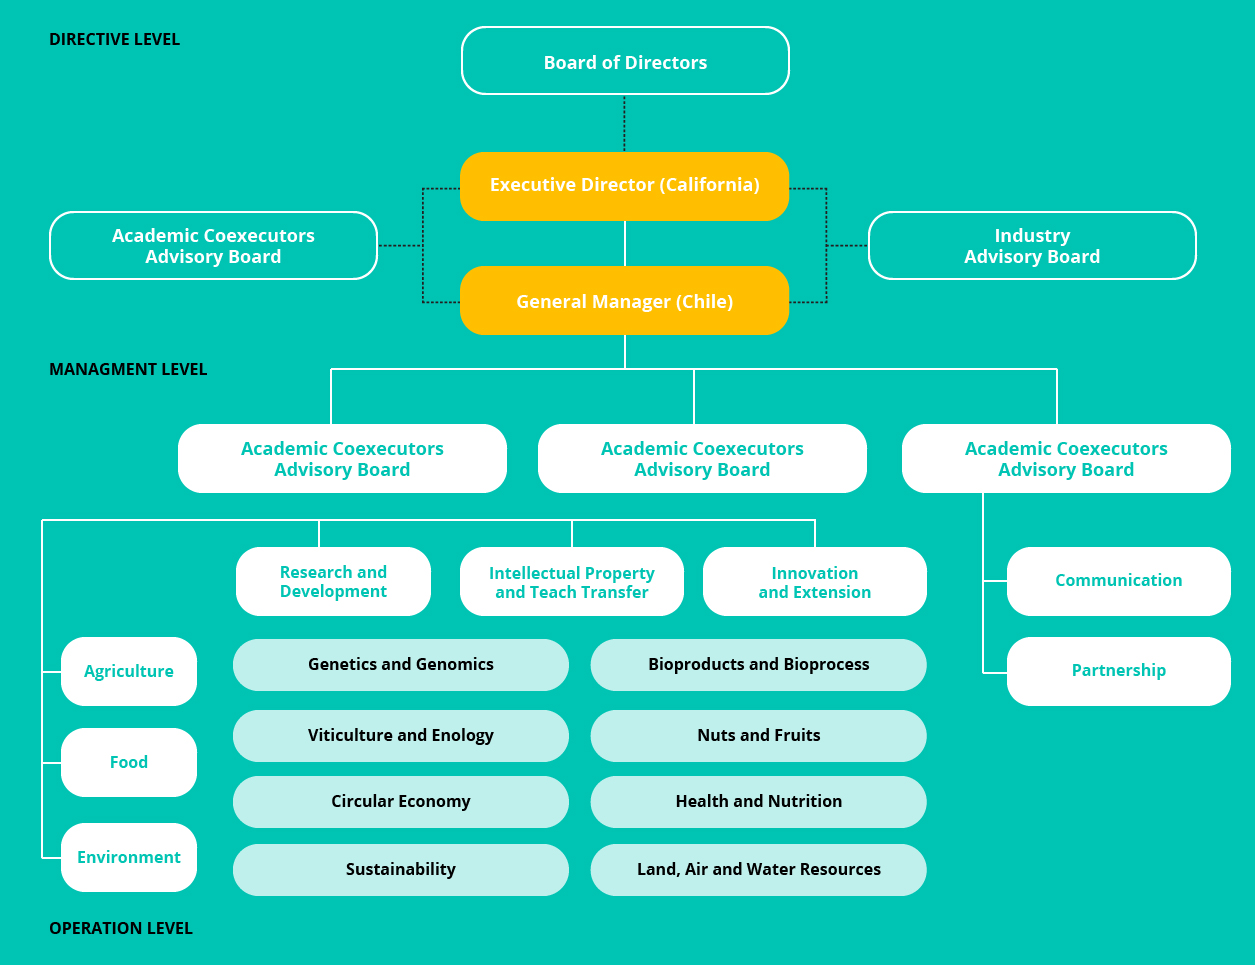 DIRECTIVE LEVEL
Board of Directors
Executive Director (California)
Academic Coexecutors
Advisory Board
Industry
Advisory Board
General Manager (Chile)
MANAGMENT LEVEL
Academic Coexecutors
Advisory Board
Academic Coexecutors
Advisory Board
Academic Coexecutors
Advisory Board
Research and
Development
Intellectual Property
and Teach Transfer
Innovation
and Extension
Communication
Partnership
Agriculture
Food
Environment
Genetics and Genomics
Bioproducts and Bioprocess
Viticulture and Enology
Nuts and Fruits
Circular Economy
Health and Nutrition
Sustainability
Land, Air and Water Resources
OPERATION LEVEL